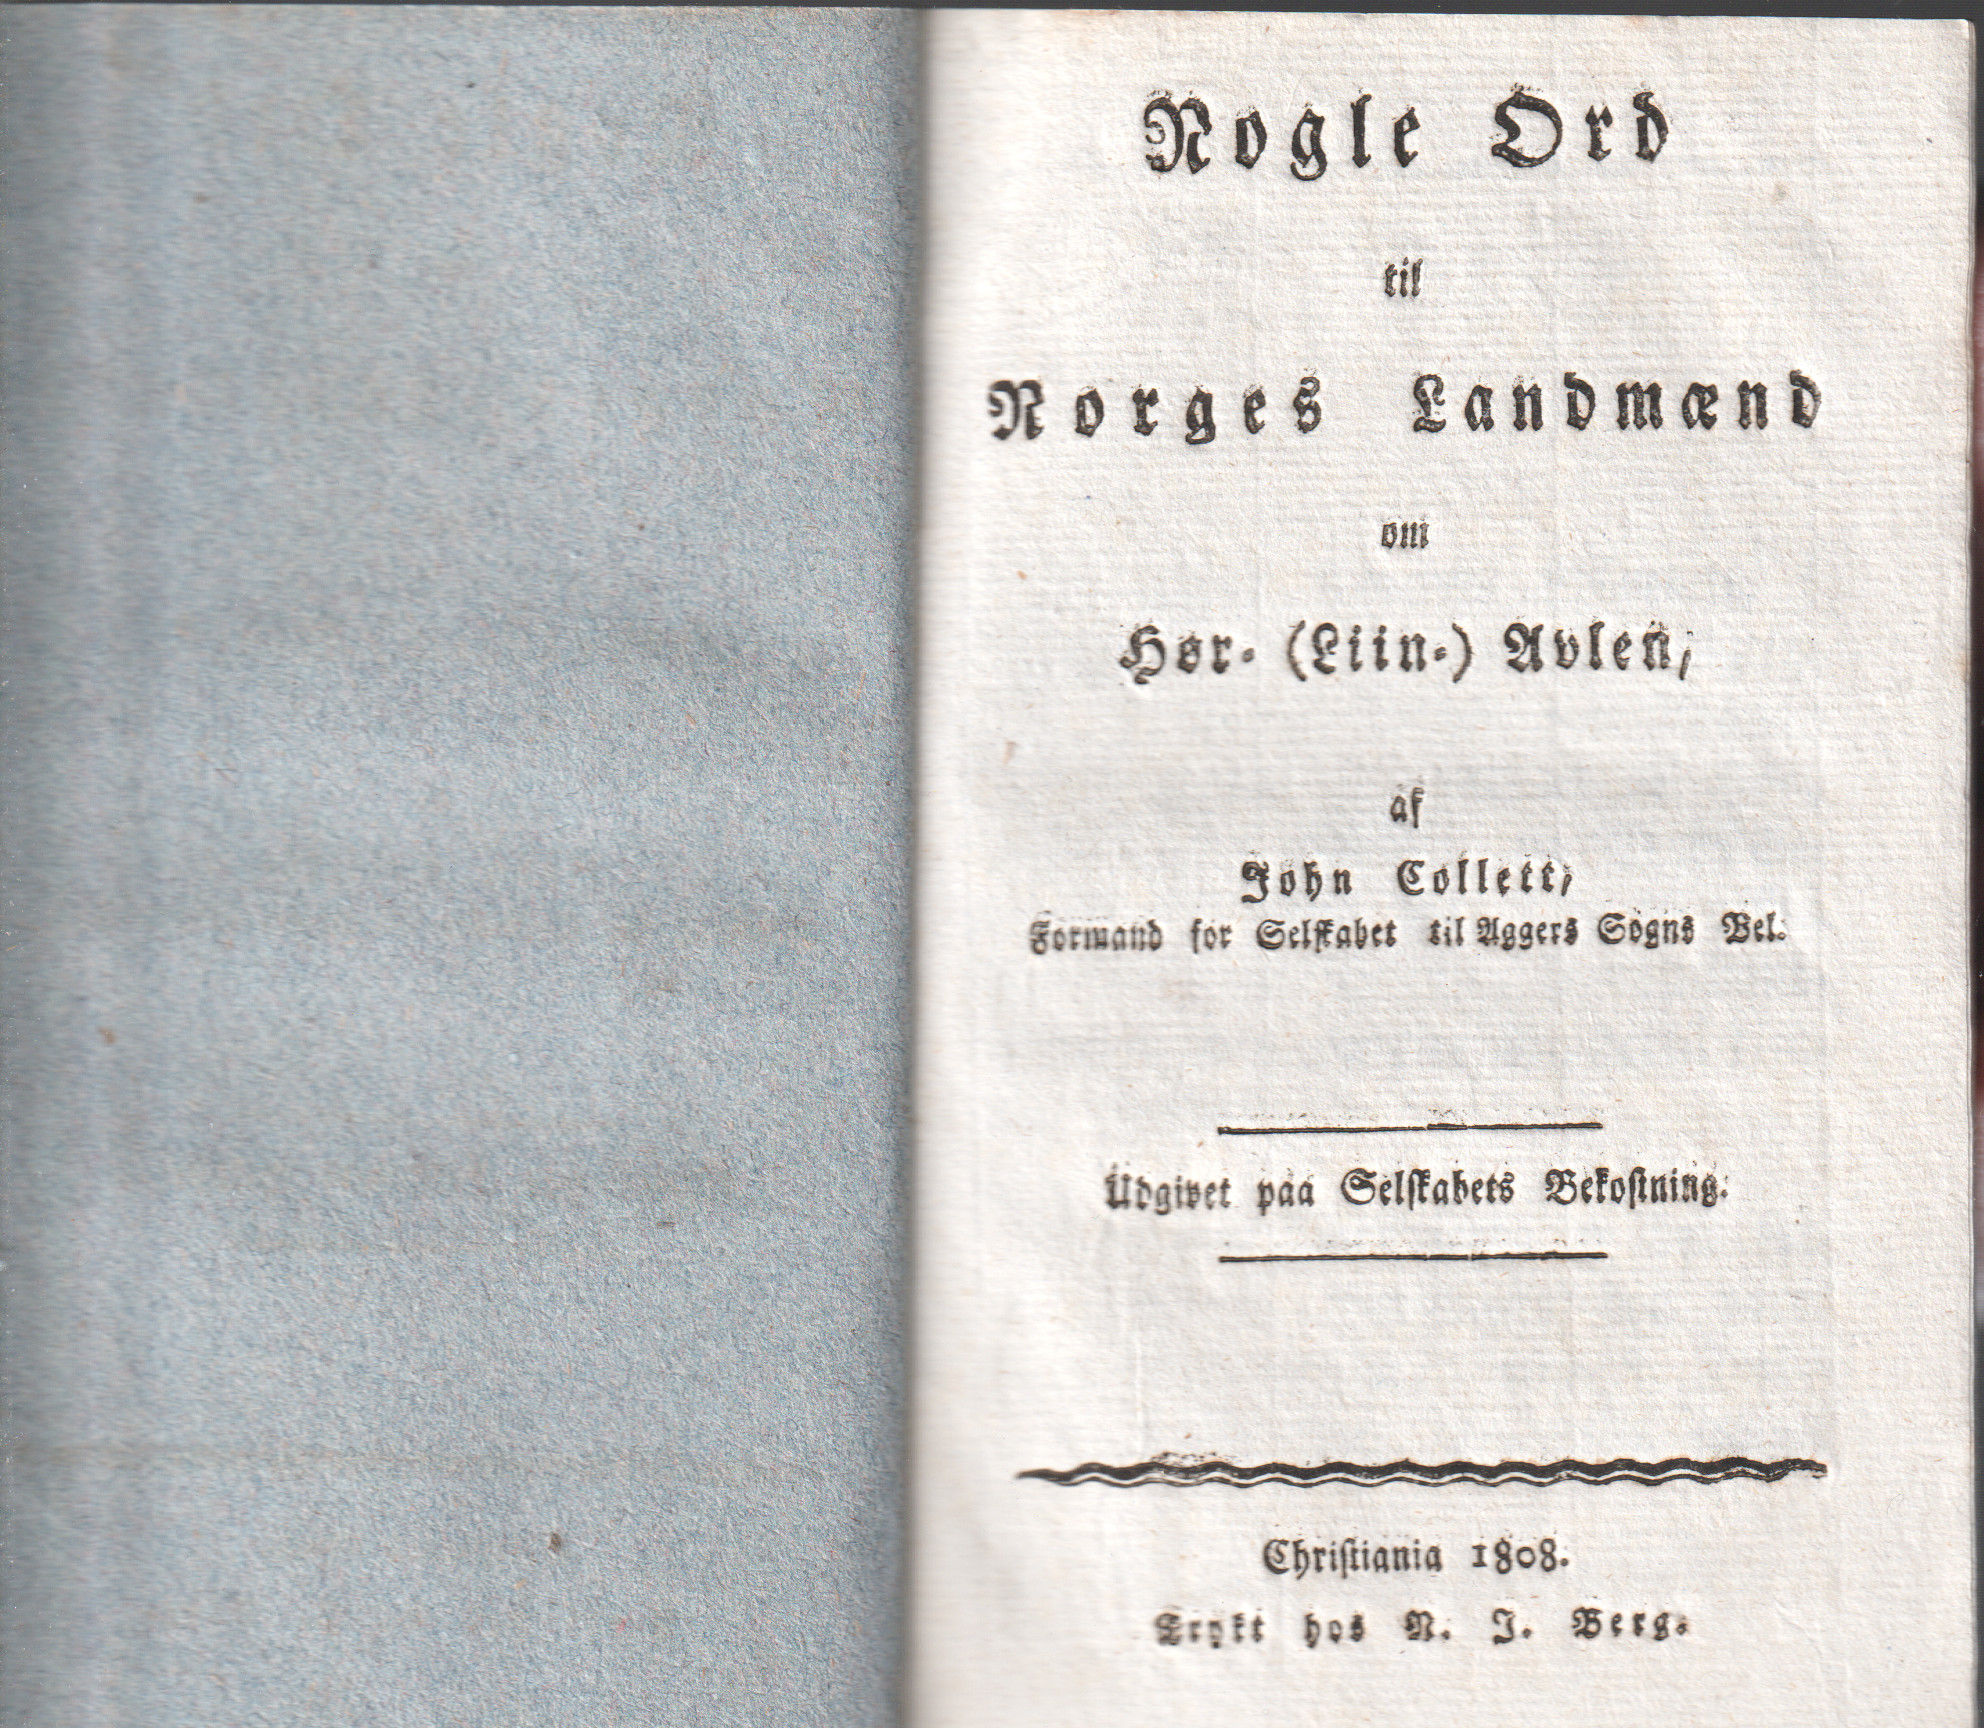 Nogle Ord
til
Norges Landmænd
om
Hør- (Liin-) Avlen,
af
John Collett,
Formand for Selskabet til Aggers Sogns Vel.
Udgivet paa Selskabets Bekostning.
Christiania 1808.
Trykt hos N. J. Berg.